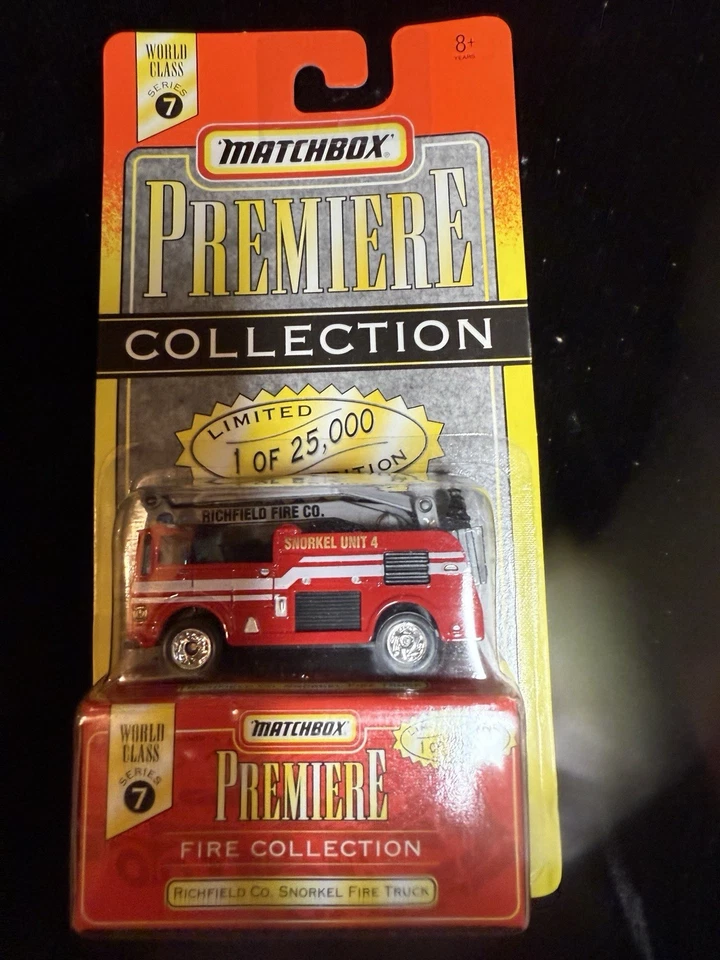 WORLD
CLASS
SERIES
7
8+
YEARS
MATCHBOX®
PREMIERE
COLLECTION
LIMITED
1 OF 25,000
RICHFIELD FIRE CO.
SNORKEL UNIT 4
WORLD
CLASS
SERIES
7
MATCHBOX
PREMIERE
FIRE COLLECTION
RICHFIELD CO. SNORKEL FIRE TRUCK